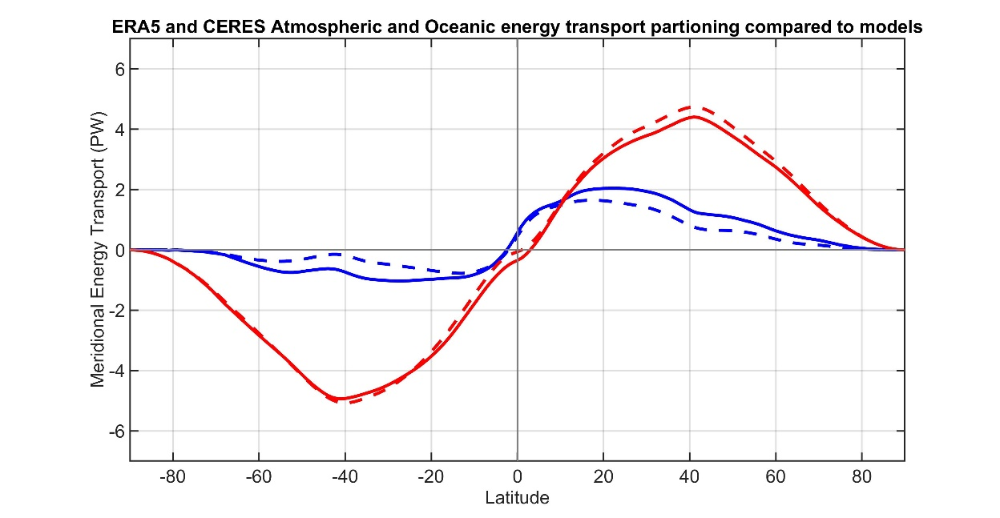 ERA5 and CERES Atmospheric and Oceanic energy transport partioning compared to models
Meridional Energy Transport (PW)
6
4
2
0
-2
-4
-6
-80 -60 -40 -20 0 20 40 60 80
Latitude